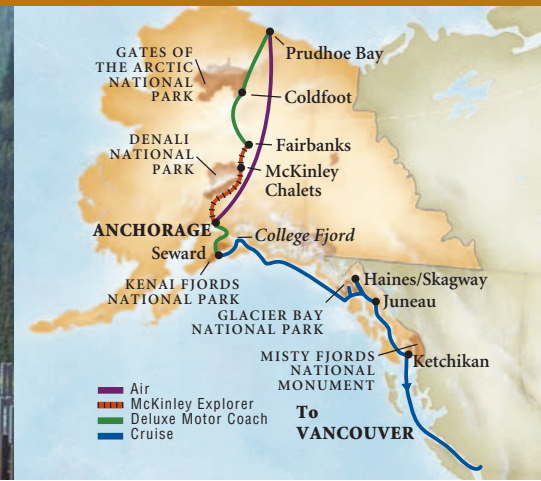 Prudhoe Bay
GATES OF
THE ARCTIC
NATIONAL
PARK
Coldfoot
Fairbanks
DENALI
NATIONAL
PARK
McKinley
Chalets
ANCHORAGE
College Fjord
Seward
KENAI FJORDS
NATIONAL PARK
Haines/Skagway
GLACIER BAY
NATIONAL PARK
Juneau
MISTY FJORDS
NATIONAL
MONUMENT
Ketchikan
Air
McKinley Explorer
Deluxe Motor Coach
Cruise
To
VANCOUVER